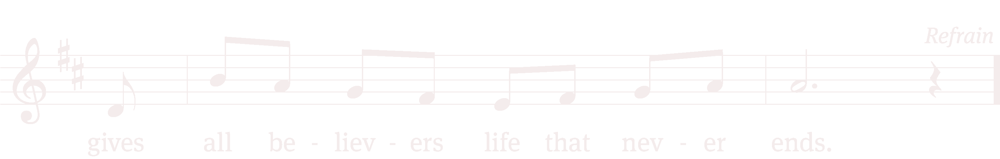 Refrain
gives all be - liev - ers life that nev - er ends.